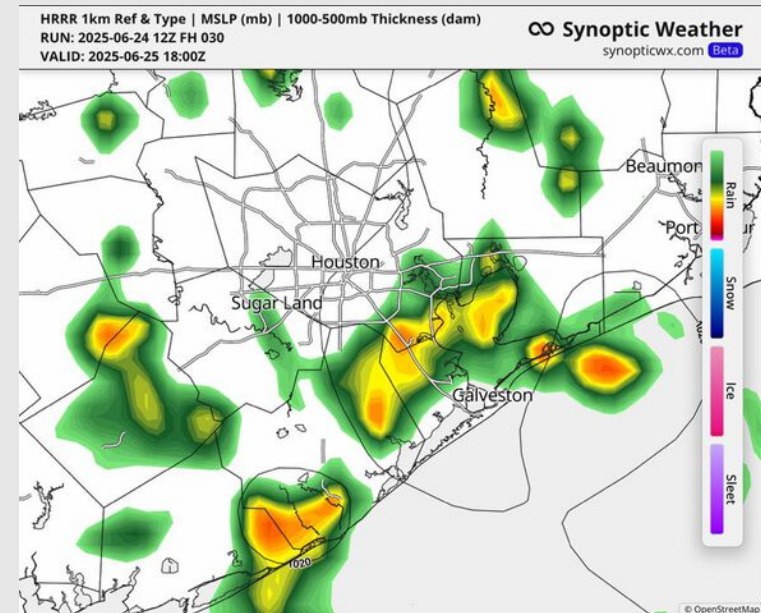 HRRR 1km Ref & Type | MSLP (mb) | 1000-500mb Thickness (dam)
RUN: 2025-06-24 12Z FH 030
VALID: 2025-06-25 18:00Z
Synoptic Weather
synopticwx.com Beta
Beaumon
Port ur
Houston
Sugar Land
Galveston
1020
Rain
Snow
Ice
Sleet
© OpenStreetMap